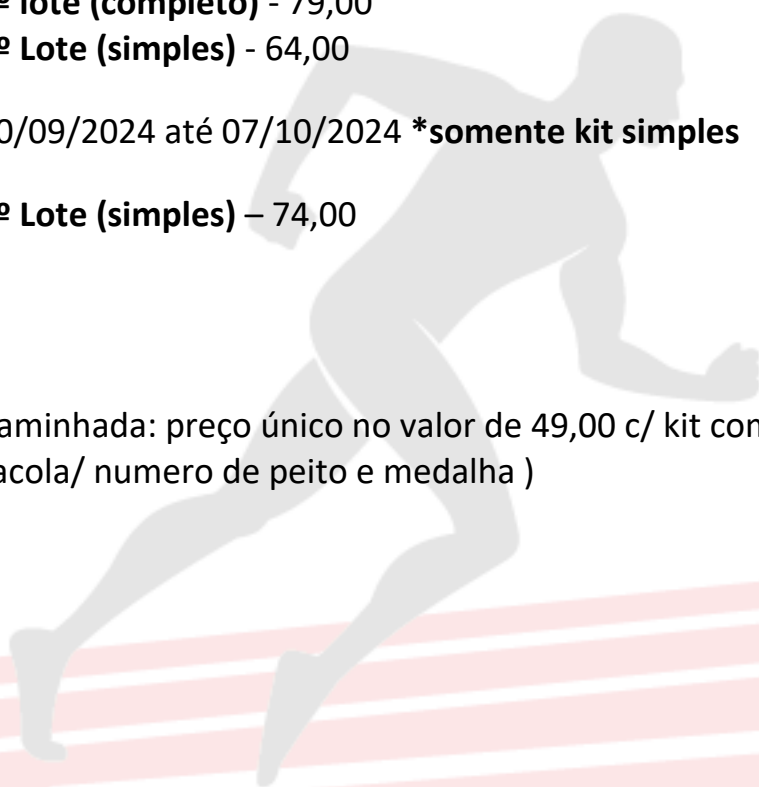 º lote (completo) - 79,00
º Lote (simples) - 64,00
0/09/2024 até 07/10/2024 *somente kit simples
º Lote (simples) – 74,00
aminhada: preço único no valor de 49,00 c/ kit con
acola/ numero de peito e medalha )